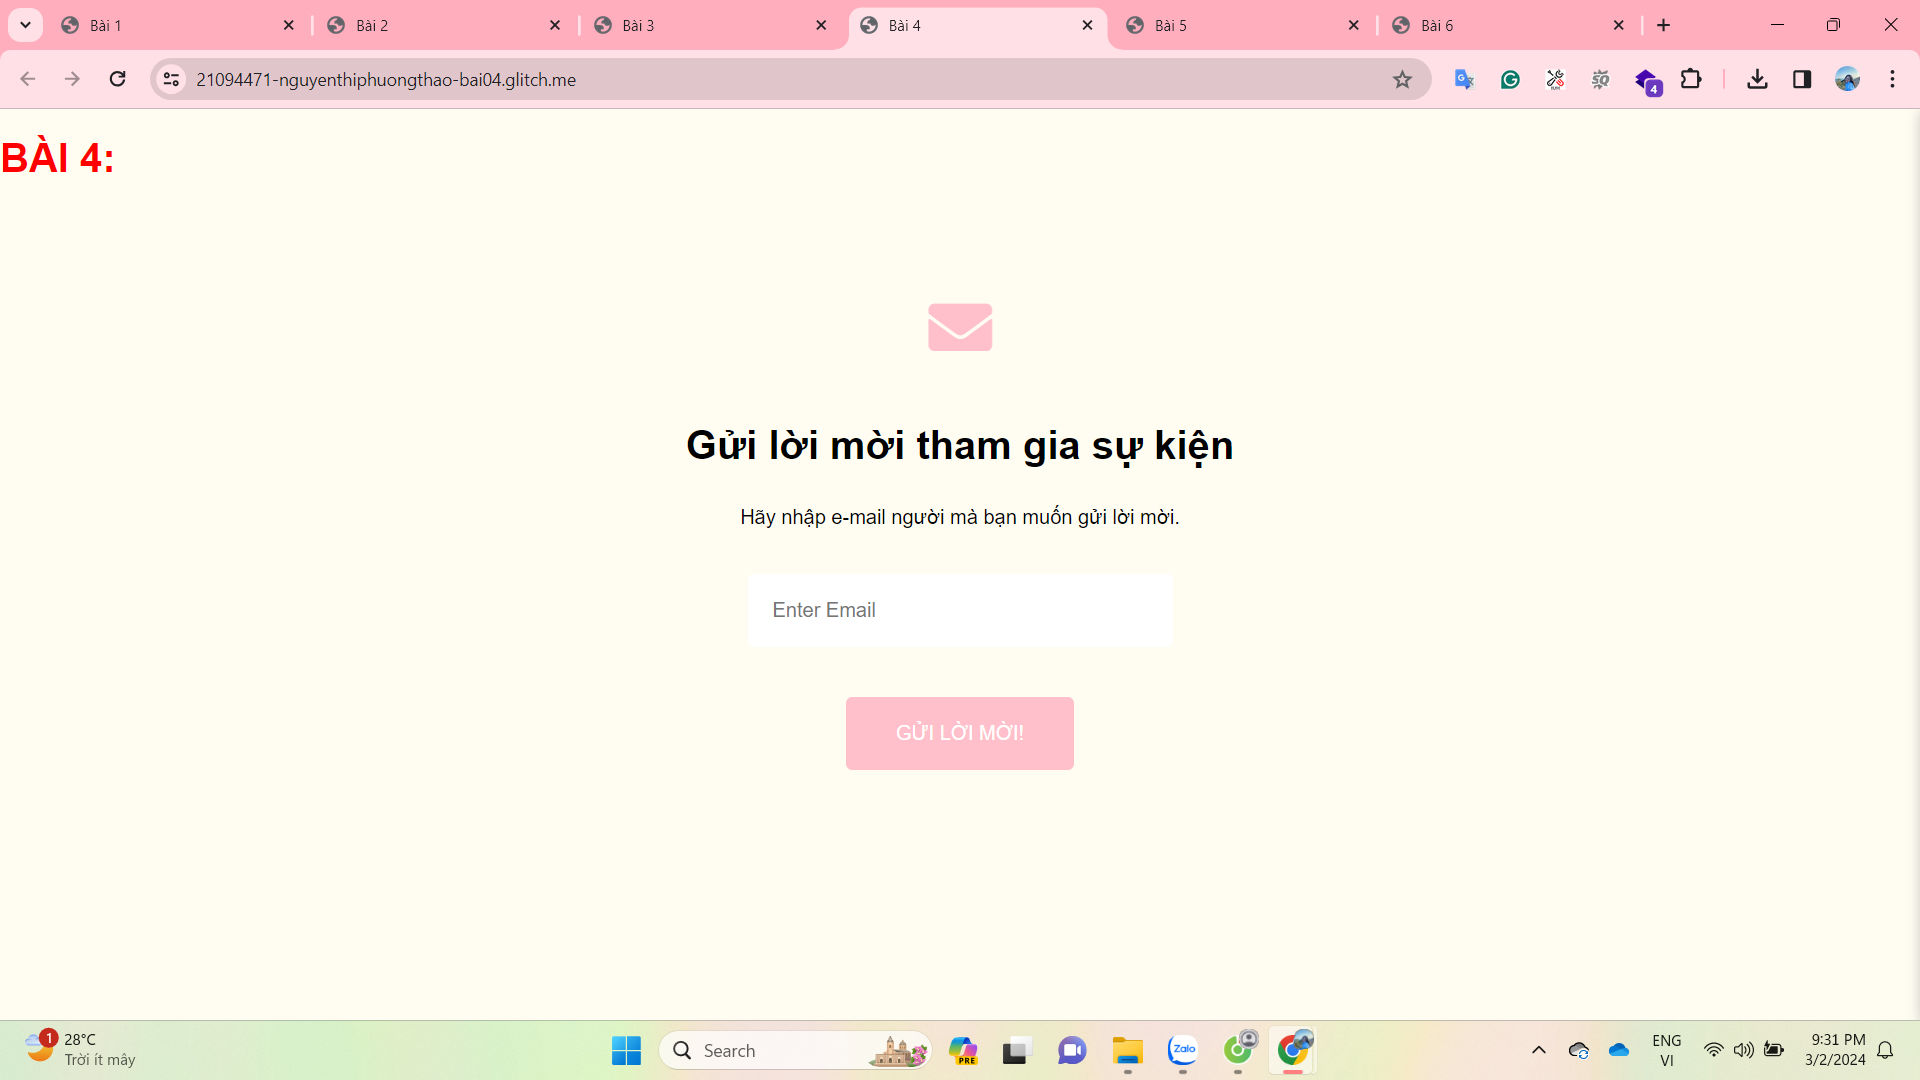 Bài 1
Bài 2
Bài 3
Bài 4
Bài 5
Bài 6
21094471-nguyenthiphuongthao-bai04.glitch.me
4
BÀI 4:
Gửi lời mời tham gia sự kiện
Hãy nhập e-mail người mà bạn muốn gửi lời mời.
Enter Email
GỬI LỜI MỜI!
1
28°C
Trời ít mây
Search
PRE
Zalo
ENG
VI
9:31 PM
3/2/2024